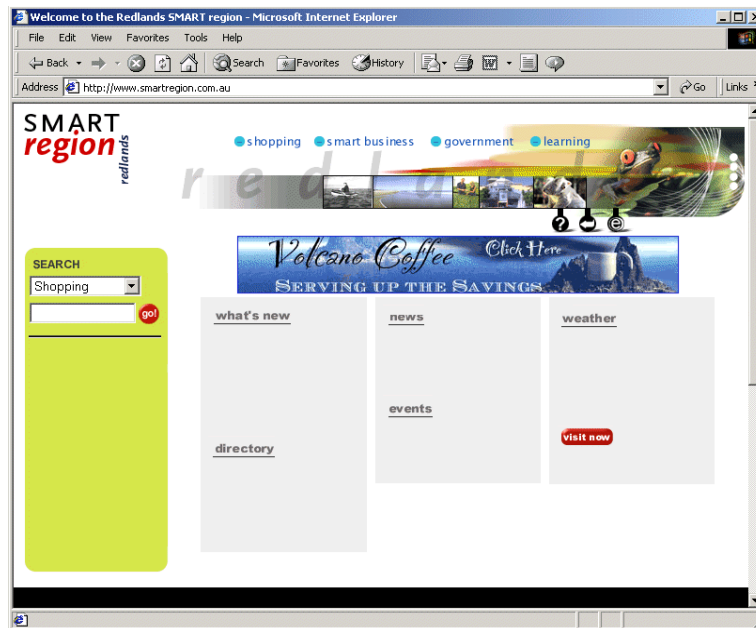 Welcome to the Redlands SMART region - Microsoft Internet Explorer
File Edit View Favorites Tools Help
Back Search Favorites History
Address http://www.smartregion.com.au Go Links
SMART
region
redlands
shopping smart business government learning
redlands
? e
Volcano Coffee Click Here
SERVING UP THE SAVINGS
SEARCH
Shopping
go!
what's new
news
weather
events
visit now
directory